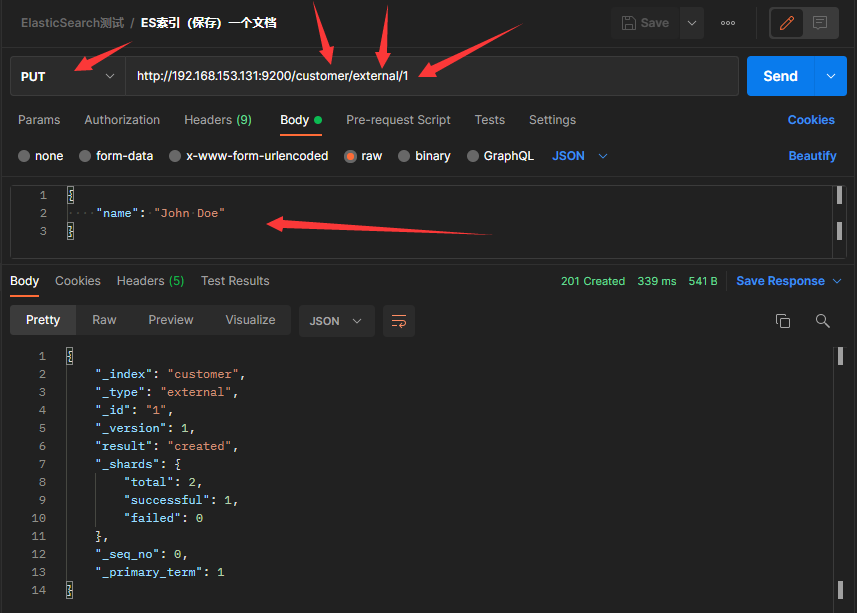 ElasticSearch测试 / ES索引（保存）一个文档
Save
PUT http://192.168.153.131:9200/customer/external/1 Send
Params Authorization Headers (9) Body Pre-request Script Tests Settings Cookies
none form-data x-www-form-urlencoded raw binary GraphQL JSON Beautify
1 {
2 ····"name":·"John·Doe"
3 }
Body Cookies Headers (5) Test Results 201 Created 339 ms 541 B Save Response
Pretty Raw Preview Visualize JSON
1 {
2 "_index": "customer",
3 "_type": "external",
4 "_id": "1",
5 "_version": 1,
6 "result": "created",
7 "_shards": {
8 "total": 2,
9 "successful": 1,
10 "failed": 0
11 },
12 "_seq_no": 0,
13 "_primary_term": 1
14 }